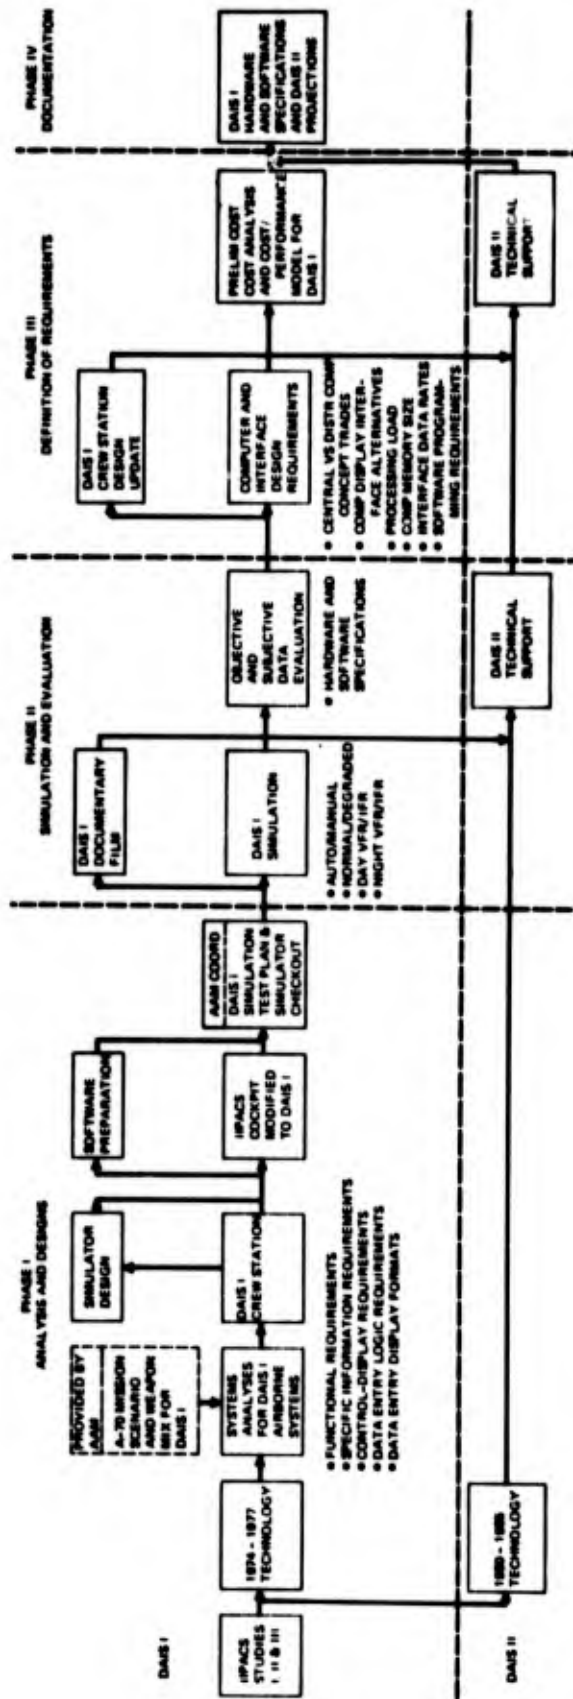 PHASE I
ANALYSIS AND DESIGNS
PHASE II
SIMULATION AND EVALUATION
PHASE III
DEFINITION OF REQUIREMENTS
PHASE IV
DOCUMENTATION
DAIS I
IIPACS
STUDIES
I, II & III
1974 - 1977
TECHNOLOGY
PROVIDED BY
AAM
A-7D MISSION
SCENARIO
AND WEAPON
MIX FOR
DAIS I
SYSTEMS
ANALYSES
FOR DAIS I
AIRBORNE
SYSTEMS
FUNCTIONAL REQUIREMENTS
SPECIFIC INFORMATION REQUIREMENTS
CONTROL-DISPLAY REQUIREMENTS
DATA ENTRY LOGIC REQUIREMENTS
DATA ENTRY DISPLAY FORMATS
SIMULATOR
DESIGN
DAIS I
CREW STATION
SOFTWARE
PREPARATION
IIPACS
COCKPIT
MODIFIED
TO DAIS I
AAM COORD
DAIS I
SIMULATION
TEST PLAN &
SIMULATOR
CHECKOUT
DAIS I
DOCUMENTARY
FILM
DAIS I
SIMULATION
AUTO/MANUAL
NORMAL/DEGRADED
DAY VFR/IFR
NIGHT VFR/IFR
OBJECTIVE
AND
SUBJECTIVE
DATA
EVALUATION
HARDWARE AND
SOFTWARE
SPECIFICATIONS
DAIS I
CREW STATION
DESIGN
UPDATE
COMPUTER AND
INTERFACE
DESIGN
REQUIREMENTS
CENTRAL VS DISTR COMP
CONCEPT TRADES
COMP DISPLAY INTER-
FACE ALTERNATIVES
PROCESSING LOAD
COMP MEMORY SIZE
INTERFACE DATA RATES
SOFTWARE PROGRAM-
MING REQUIREMENTS
PRELIM COST
COST ANALYSIS
AND COST/
PERFORMANCE
MODEL FOR
DAIS I
DAIS I
HARDWARE
AND SOFTWARE
SPECIFICATIONS
AND DAIS II
PROJECTIONS
DAIS II
TECHNOLOGY
DAIS II
TECHNICAL
SUPPORT
DAIS II
TECHNICAL
SUPPORT